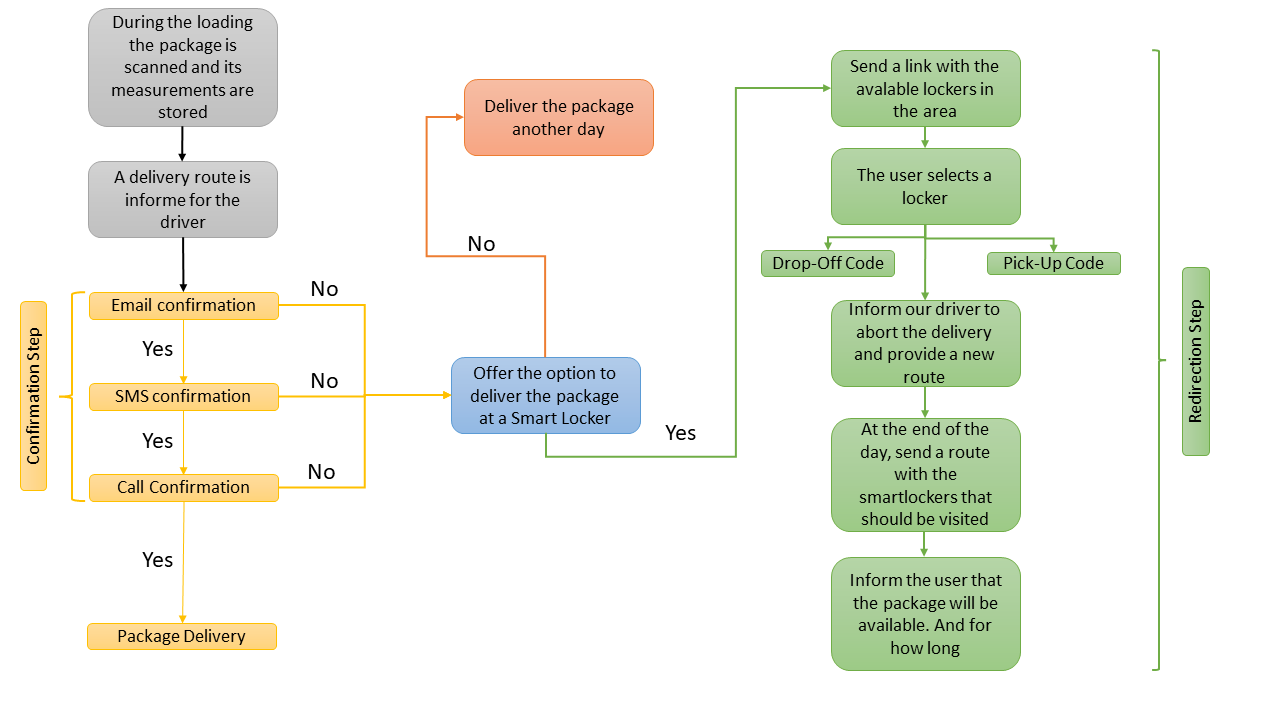 During the loading
the package is
scanned and its
measurements are
stored
A delivery route is
informe for the
driver
Confirmation Step
Email confirmation
No
Yes
SMS confirmation
No
Yes
Call Confirmation
No
Yes
Package Delivery
Deliver the package
another day
No
Offer the option to
deliver the package
at a Smart Locker
Yes
Send a link with the
avalable lockers in
the area
The user selects a
locker
Drop-Off Code
Pick-Up Code
Inform our driver to
abort the delivery
and provide a new
route
At the end of the
day, send a route
with the
smartlockers that
should be visited
Inform the user that
the package will be
available. And for
how long
Redirection Step